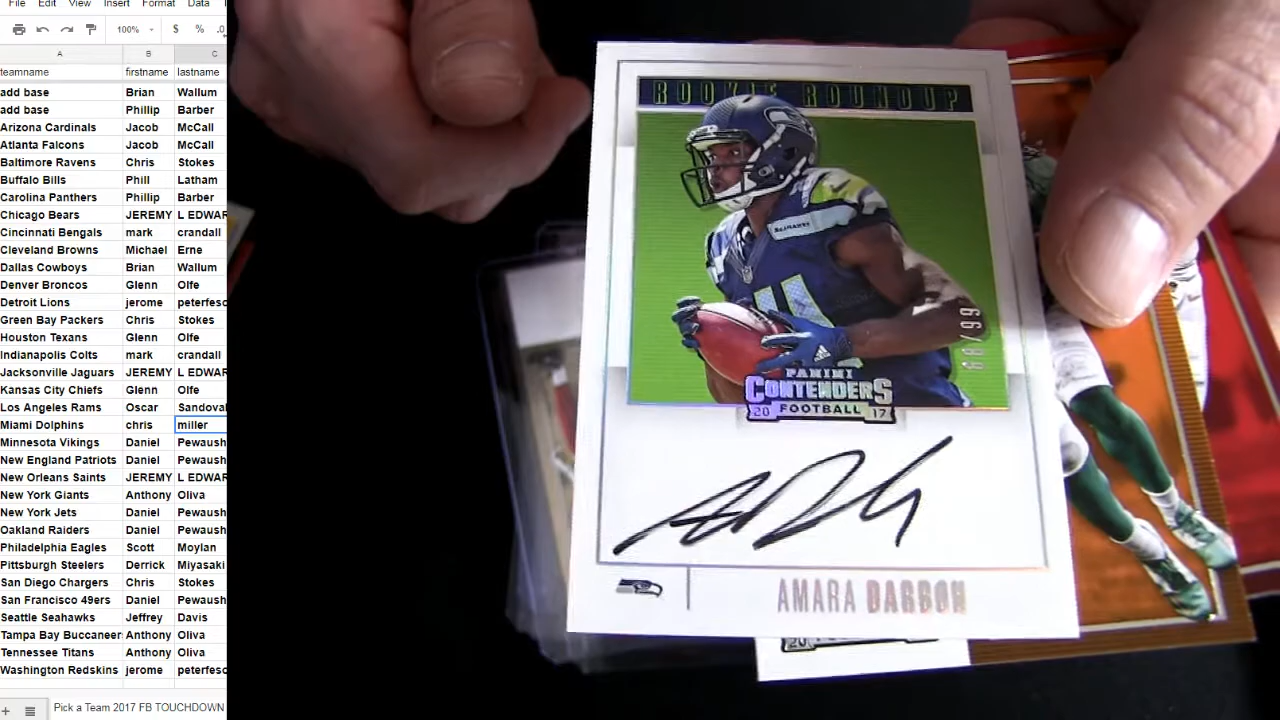 File Edit View Insert Format Data
100% $ % .0
A B C
teamname firstname lastname
add base Brian Wallum
add base Phillip Barber
Arizona Cardinals Jacob McCall
Atlanta Falcons Jacob McCall
Baltimore Ravens Chris Stokes
Buffalo Bills Phill Latham
Carolina Panthers Phillip Barber
Chicago Bears JEREMY L EDWAR
Cincinnati Bengals mark crandall
Cleveland Browns Michael Erne
Dallas Cowboys Brian Wallum
Denver Broncos Glenn Olfe
Detroit Lions jerome peterfeso
Green Bay Packers Chris Stokes
Houston Texans Glenn Olfe
Indianapolis Colts mark crandall
Jacksonville Jaguars JEREMY L EDWAR
Kansas City Chiefs Glenn Olfe
Los Angeles Rams Oscar Sandoval
Miami Dolphins chris miller
Minnesota Vikings Daniel Pewaush
New England Patriots Daniel Pewaush
New Orleans Saints JEREMY L EDWAR
New York Giants Anthony Oliva
New York Jets Daniel Pewaush
Oakland Raiders Daniel Pewaush
Philadelphia Eagles Scott Moylan
Pittsburgh Steelers Derrick Miyasaki
San Diego Chargers Chris Stokes
San Francisco 49ers Daniel Pewaush
Seattle Seahawks Jeffrey Davis
Tampa Bay Buccaneer Anthony Oliva
Tennessee Titans Anthony Oliva
Washington Redskins jerome peterfeso
Pick a Team 2017 FB TOUCHDOWN
ROOKIE ROUNDUP
SEAHAWKS
PANINI
CONTENDERS
20 FOOTBALL 17
AMARA DARBOH